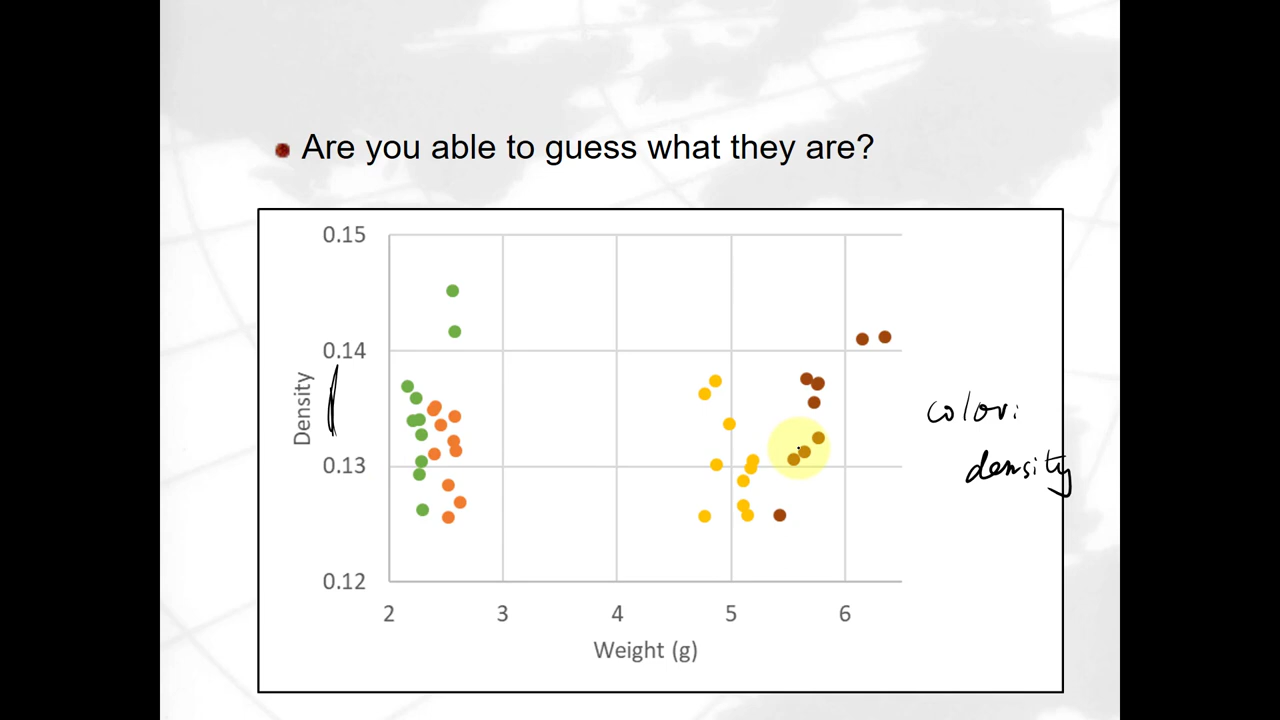 Are you able to guess what they are?
0.15
0.14
0.13
0.12
Density
2 3 4 5 6
Weight (g)
color:
density